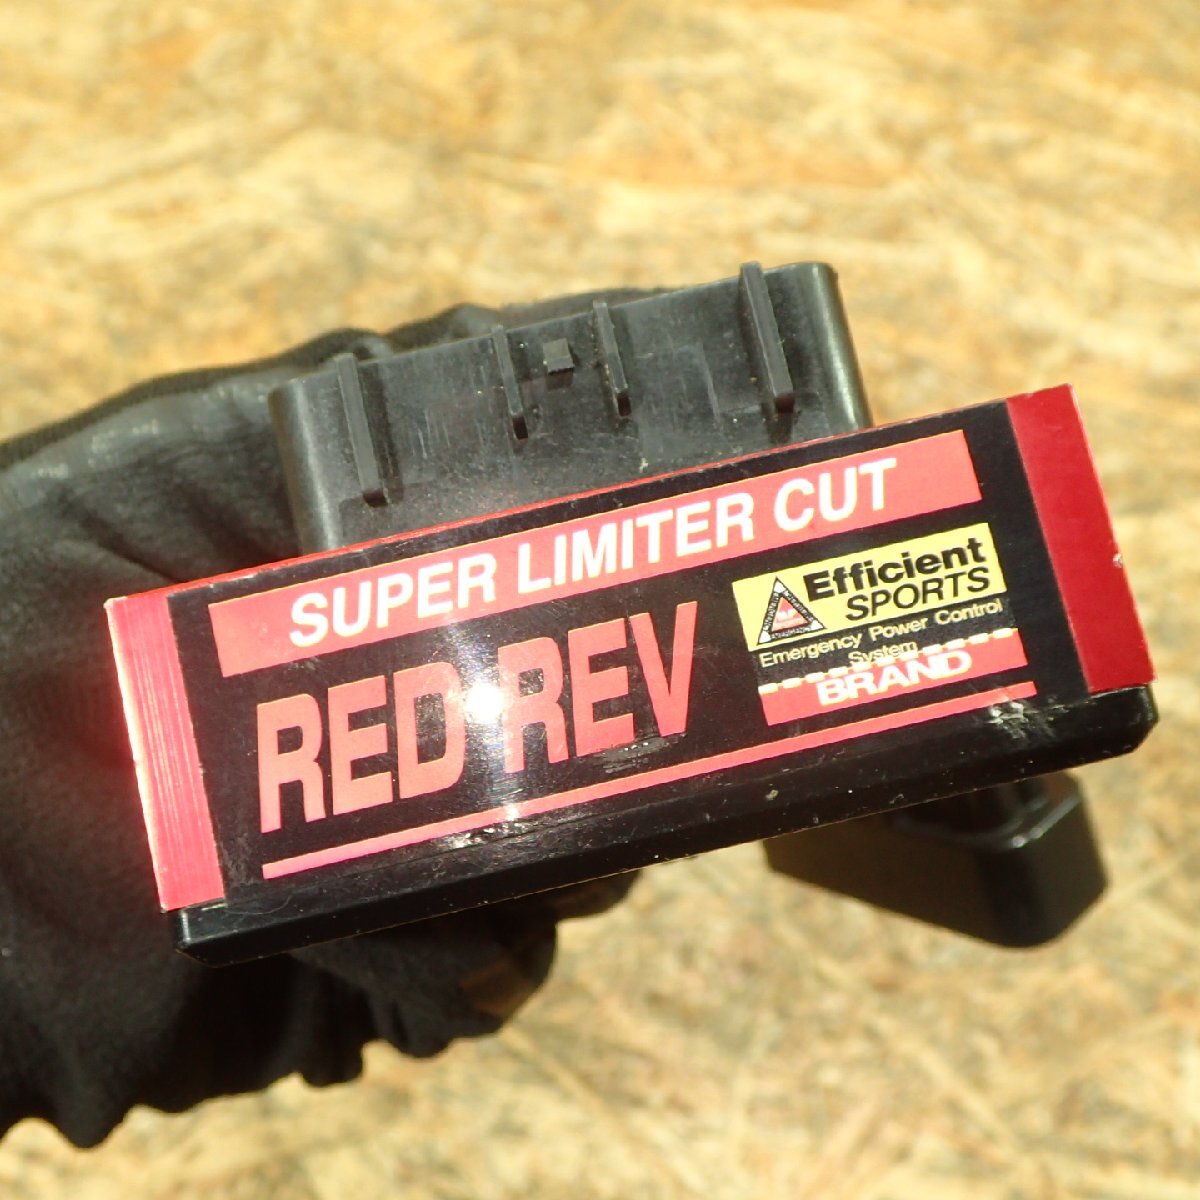 SUPER LIMITER CUT
RED REV
Efficient
SPORTS
Emergency Power Control
System
BRAND